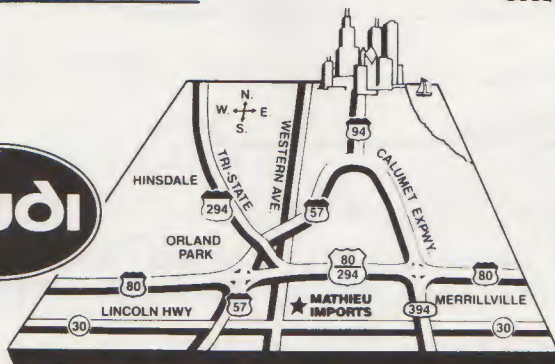 N.
W. E.
S.
94
WESTERN AVE.
TRI-STATE
CALUMET EXPWY
HINSDALE
294
57
ORLAND
PARK
80
80
294
80
57
★ MATHIEU
IMPORTS
394
MERRILLVILLE
LINCOLN HWY
30
30